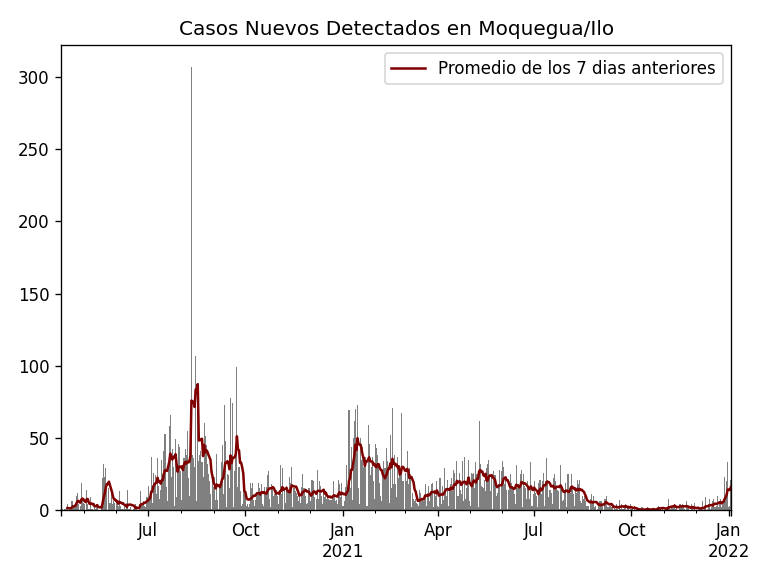 Casos Nuevos Detectados en Moquegua/Ilo
Promedio de los 7 dias anteriores
300
250
200
150
100
50
0
Jul Oct Jan Apr Jul Oct Jan
2021 2022